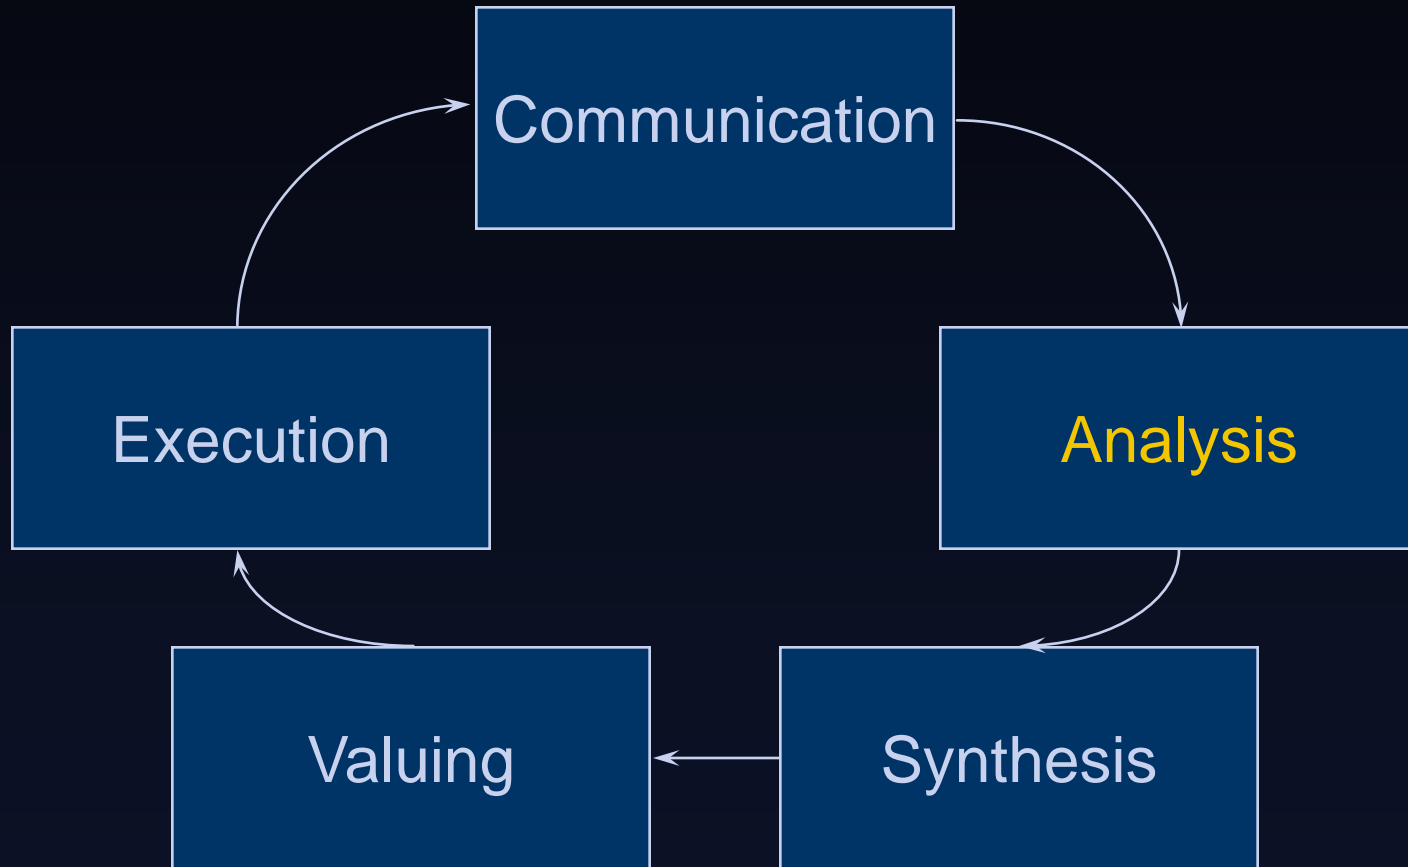 Communication
Execution
Analysis
Valuing
Synthesis